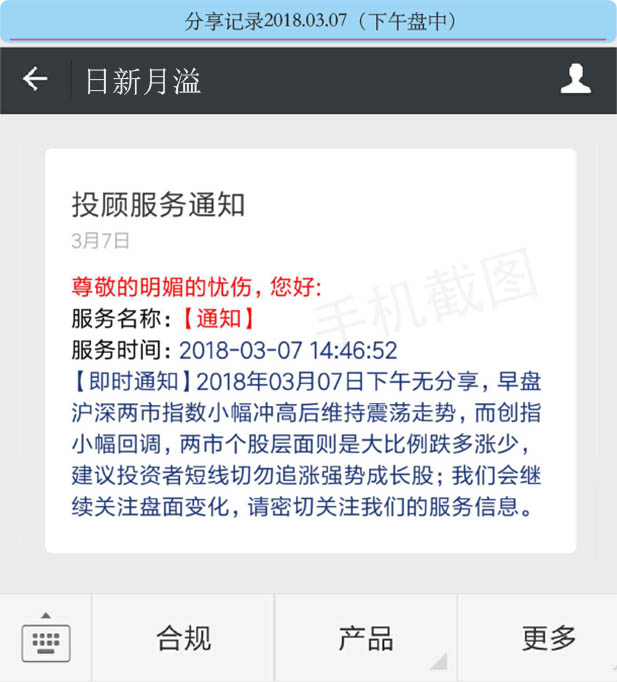 分享记录2018.03.07（下午盘中）
日新月溢
投顾服务通知
3月7日
尊敬的明媚的忧伤，您好：
服务名称：【通知】
服务时间：2018-03-07 14:46:52
【即时通知】2018年03月07日下午无分享，早盘
沪深两市指数小幅冲高后维持震荡走势，而创指
小幅回调，两市个股层面则是大比例跌多涨少，
建议投资者短线切勿追涨强势成长股；我们会继
续关注盘面变化，请密切关注我们的服务信息。
手机截图
合规
产品
更多